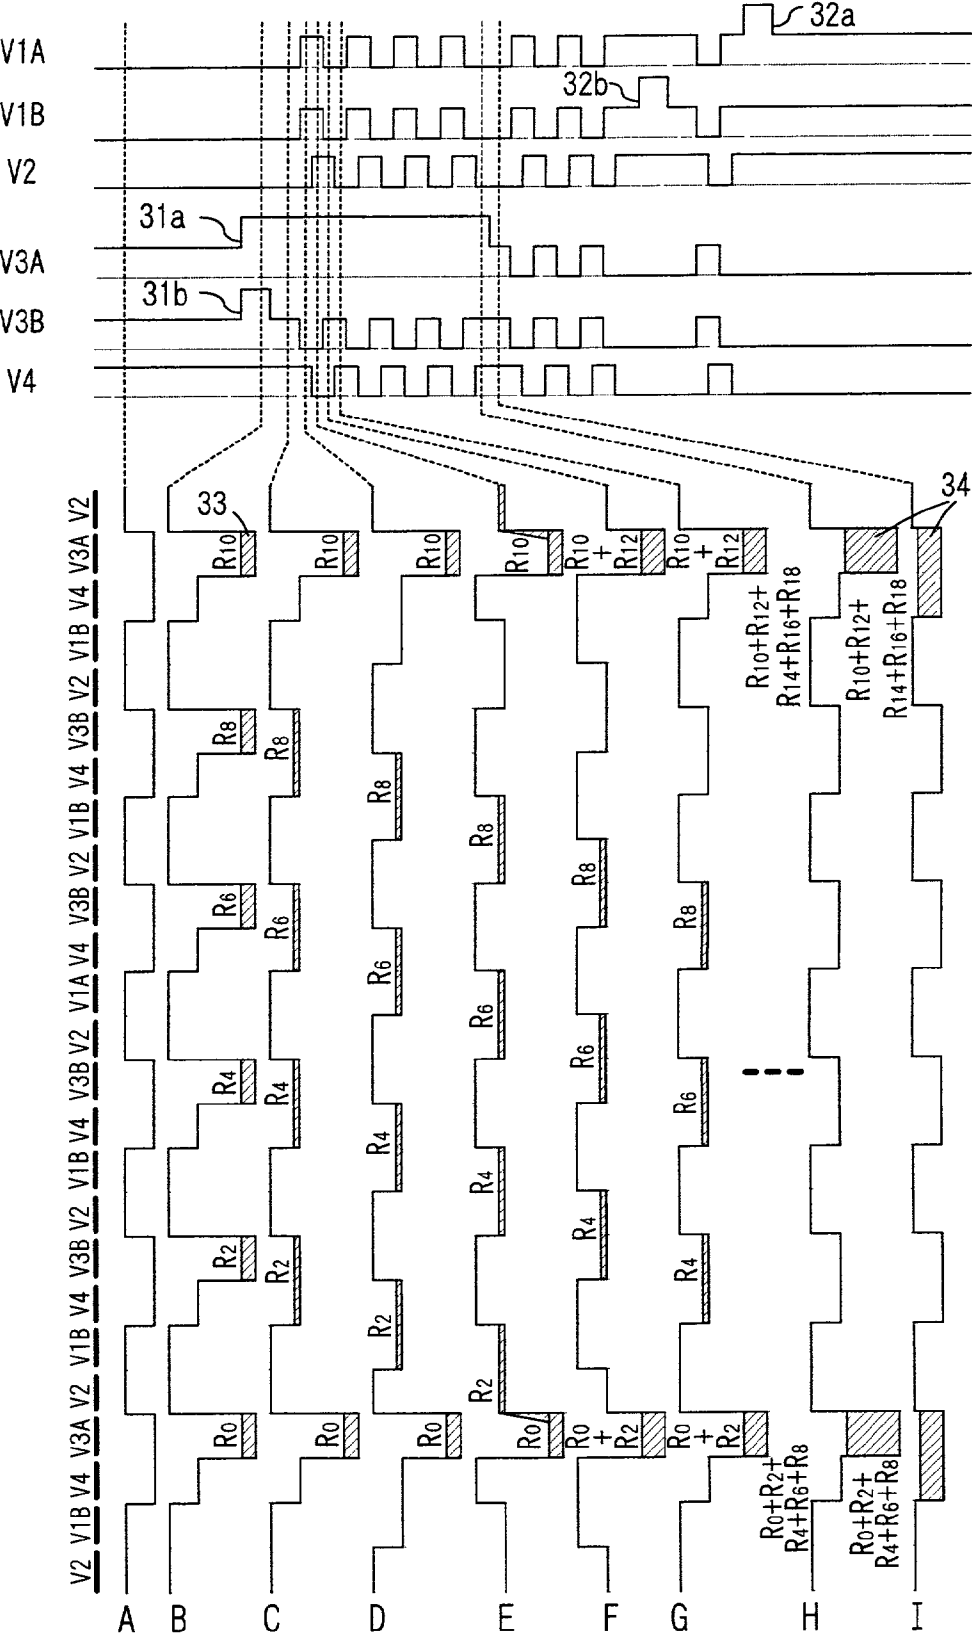 32a
V1A
32b
V1B
V2
31a
V3A
31b
V3B
V4
V2
33
34
V3A
R10
R10
R10
R10
R10 + R12
R10 + R12
V4
R10+R12+
R14+R16+R18
R10+R12+
R14+R16+R18
V1B
V2
V3B
R8
R8
V4
R8
V1B
R8
V2
R8
V3B
R6
R6
R8
V4
R6
V1A
R6
V2
R6
V3B
R4
R4
R6
V4
R4
V1B
R4
V2
R4
V3B
R2
R2
R4
V4
R2
V1B
R2
V2
V3A
R0
R0
R0
R0
R0 + R2
R0 + R2
V4
R0+R2+
R4+R6+R8
R0+R2+
R4+R6+R8
V1B
V2
A B C D E F G H I